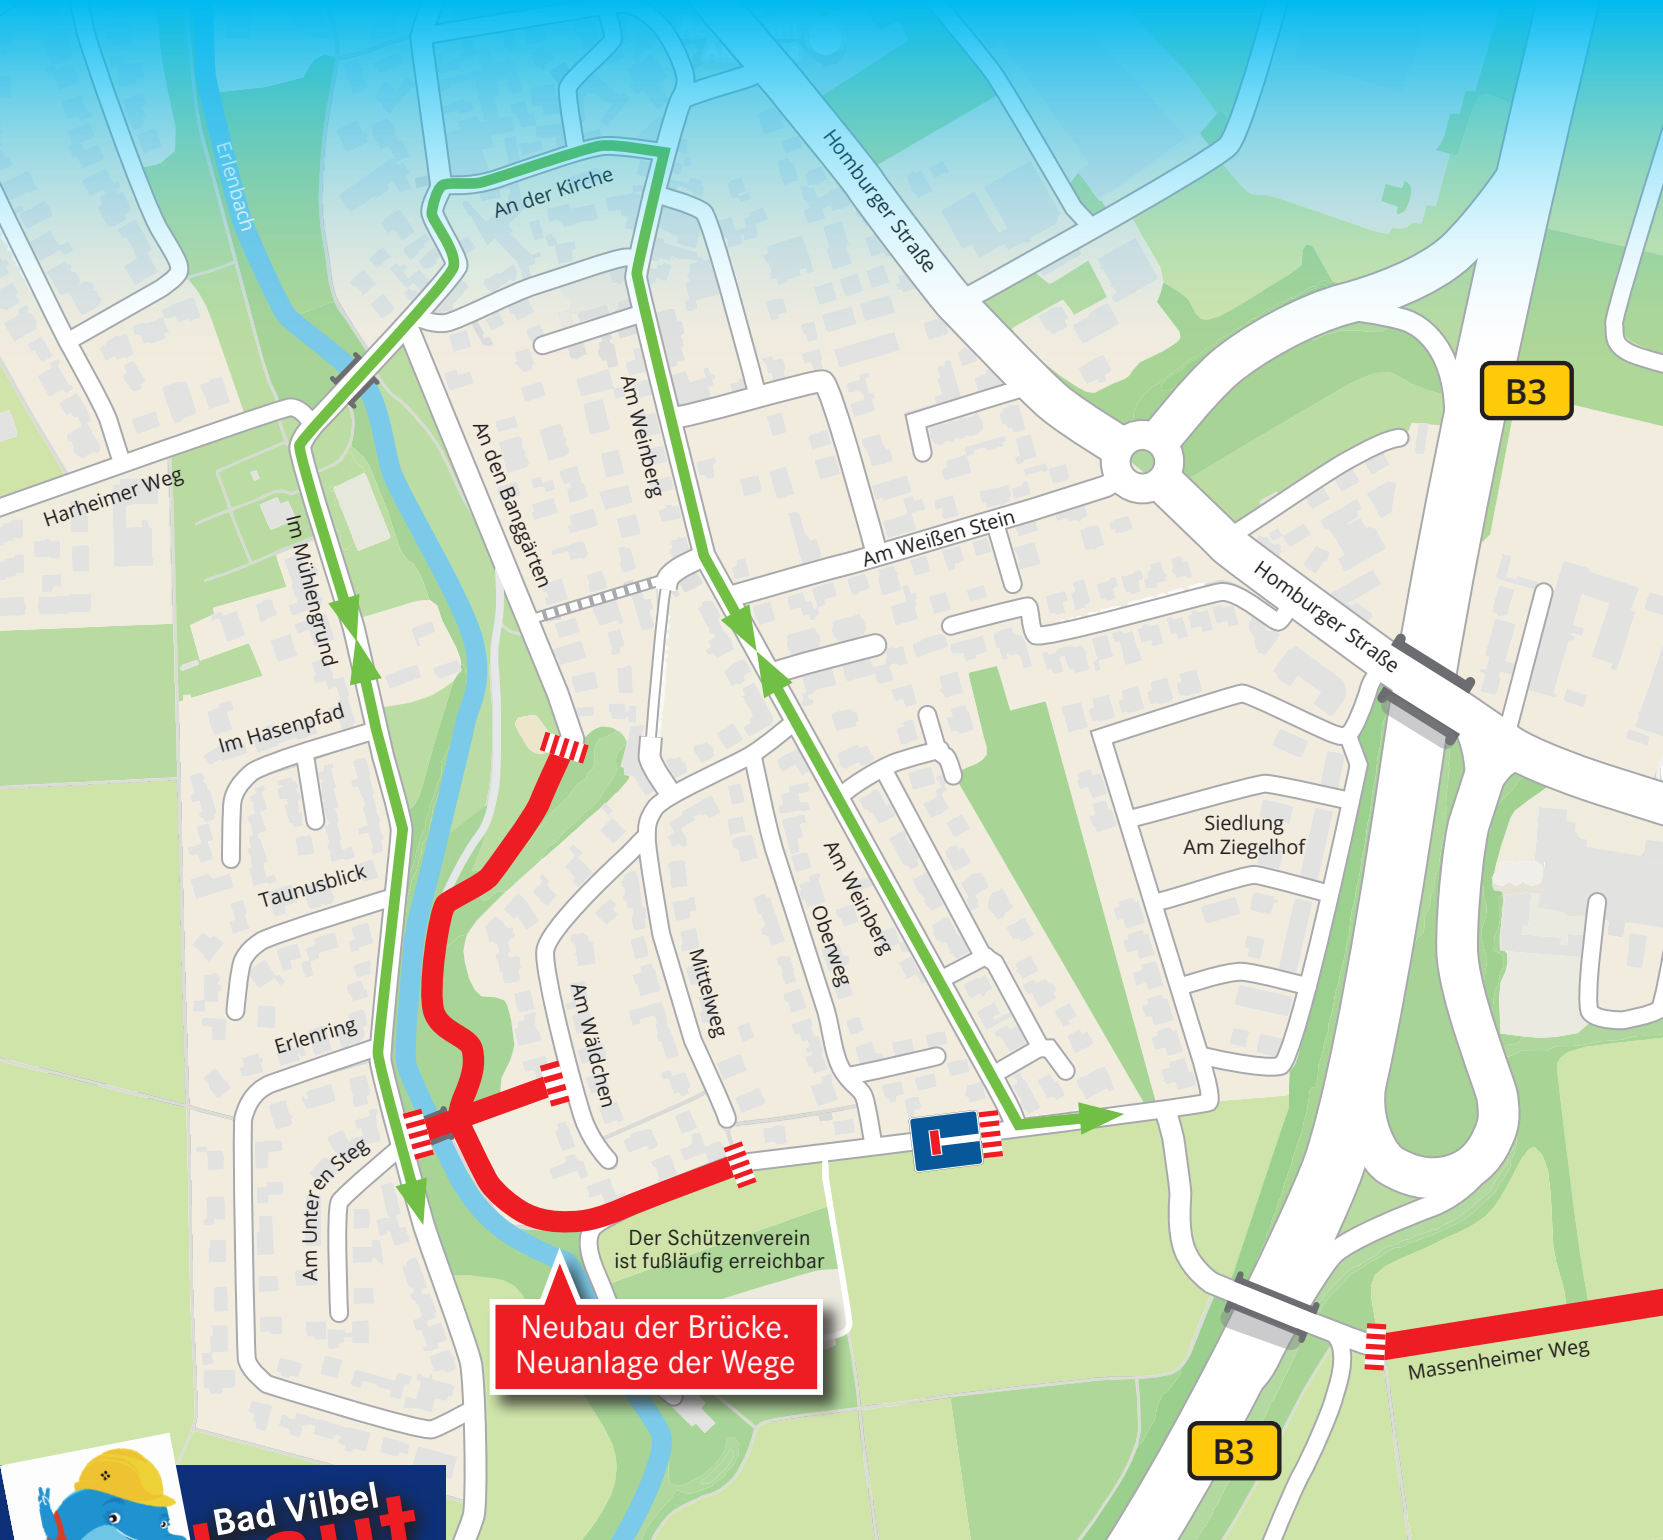 Erlenbach
An der Kirche
Homburger Straße
B3
Am Weinberg
An den Banggärten
Harheimer Weg
Im Mühlengrund
Am Weißen Stein
Homburger Straße
Im Hasenpfad
Siedlung
Am Ziegelhof
Taunusblick
Am Weinberg
Oberweg
Mittelweg
Am Wäldchen
Erlenring
Am Unteren Steg
Der Schützenverein
ist fußläufig erreichbar
Neubau der Brücke.
Neuanlage der Wege
Massenheimer Weg
B3
Bad Vilbel